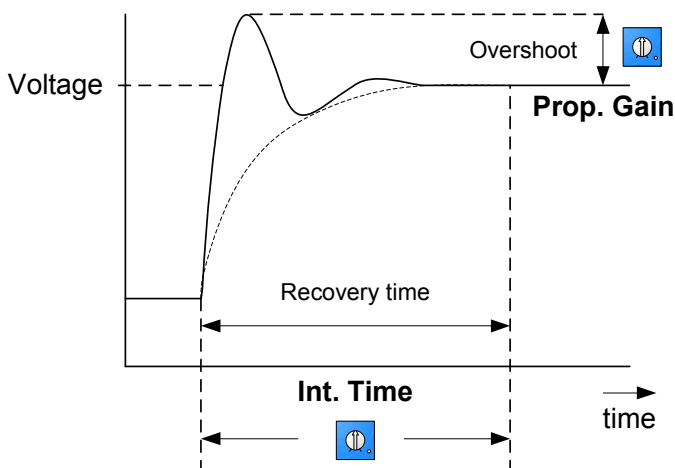 Overshoot
Voltage
Prop. Gain
Recovery time
Int. Time
time